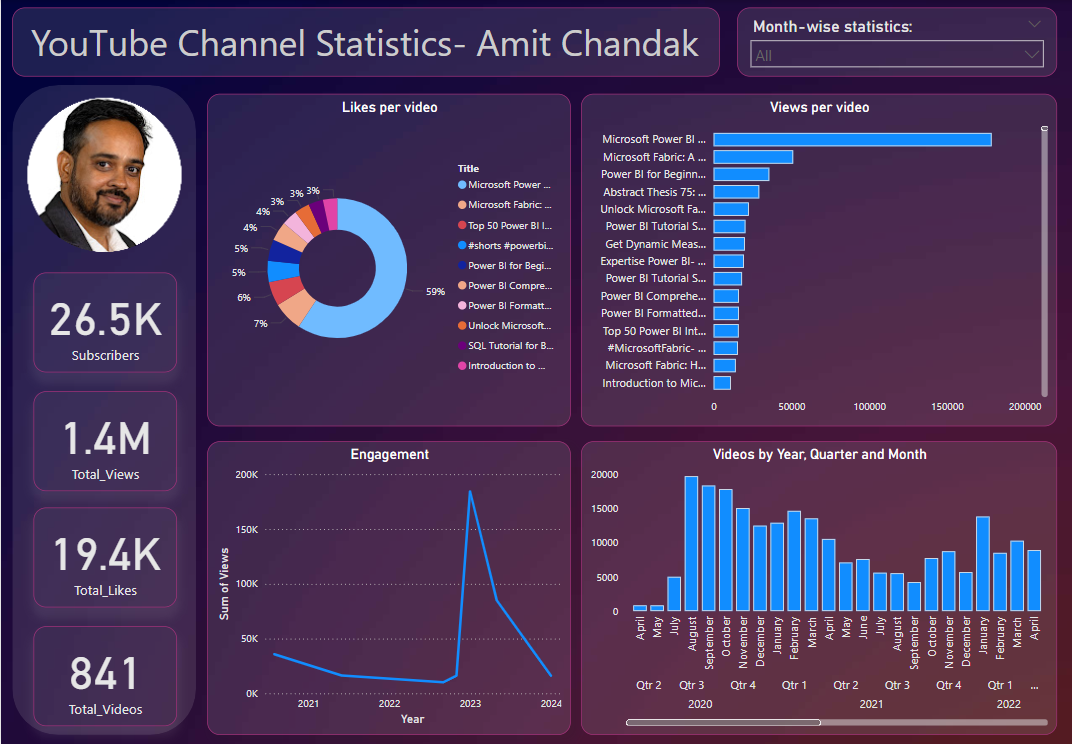 YouTube Channel Statistics- Amit Chandak
Month-wise statistics:
All
26.5K
Subscribers
1.4M
Total_Views
19.4K
Total_Likes
841
Total_Videos
Likes per video
3%
3%
3%
4%
4%
5%
5%
6%
7%
59%
Title
Microsoft Power ...
Microsoft Fabric: ...
Top 50 Power BI I...
#shorts #powerbi...
Power BI for Begi...
Power BI Compre...
Power BI Formatt...
Unlock Microsoft...
SQL Tutorial for B...
Introduction to ...
Views per video
Microsoft Power BI ...
Microsoft Fabric: A ...
Power BI for Beginn...
Abstract Thesis 75: ...
Unlock Microsoft Fa...
Power BI Tutorial S...
Get Dynamic Meas...
Expertise Power BI- ...
Power BI Tutorial S...
Power BI Comprehe...
Power BI Formatted...
Top 50 Power BI Int...
#MicrosoftFabric- ...
Microsoft Fabric: H...
Introduction to Mic...
0 50000 100000 150000 200000
Engagement
Sum of Views
200K
150K
100K
50K
0K
2021 2022 2023 2024
Year
Videos by Year, Quarter and Month
20000
15000
10000
5000
0
April May July August September October November December January February March April May June July August September October November December January February March April
Qtr 2 Qtr 3 Qtr 4 Qtr 1 Qtr 2 Qtr 3 Qtr 4 Qtr 1 ...
2020 2021 2022